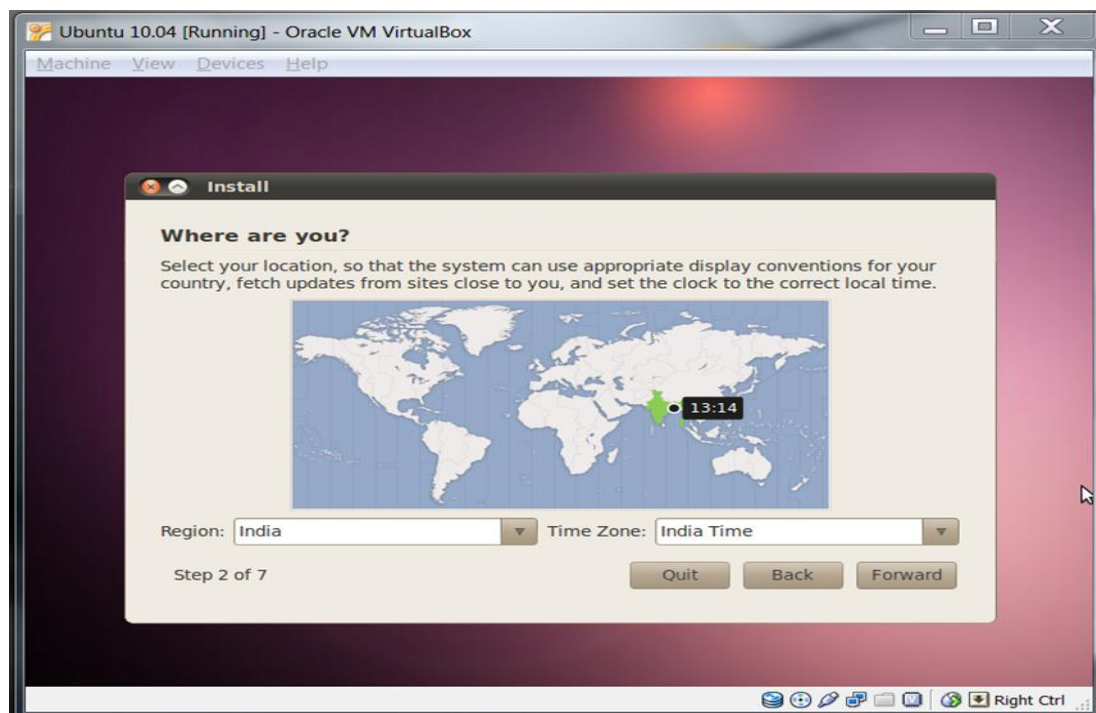 Ubuntu 10.04 [Running] - Oracle VM VirtualBox
Machine View Devices Help
Install
Where are you?
Select your location, so that the system can use appropriate display conventions for your
country, fetch updates from sites close to you, and set the clock to the correct local time.
13:14
Region: India Time Zone: India Time
Step 2 of 7 Quit Back Forward
Right Ctrl